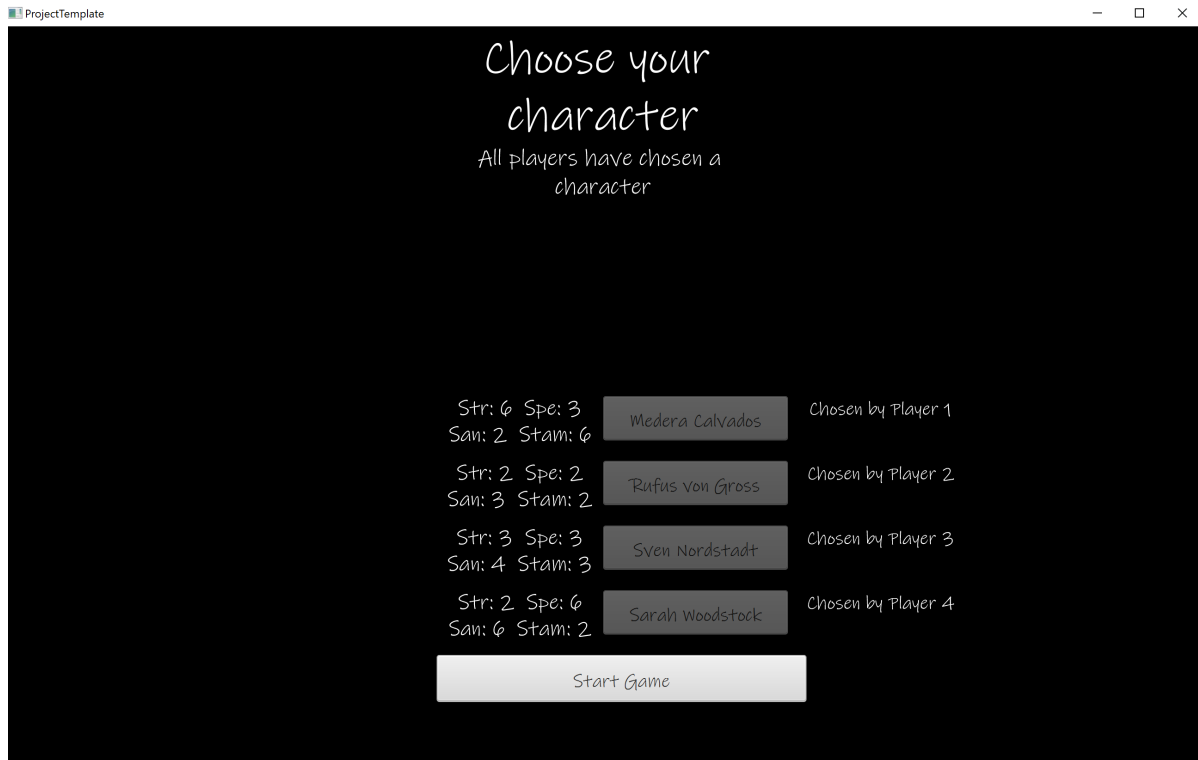 ProjectTemplate
Choose your
character
All players have chosen a
character
Str: 6 Spe: 3
San: 2 Stam: 6
Medera Calvados
Chosen by Player 1
Str: 2 Spe: 2
San: 3 Stam: 2
Rufus von Gross
Chosen by Player 2
Str: 3 Spe: 3
San: 4 Stam: 3
Sven Nordstadt
Chosen by Player 3
Str: 2 Spe: 6
San: 6 Stam: 2
Sarah Woodstock
Chosen by Player 4
Start Game